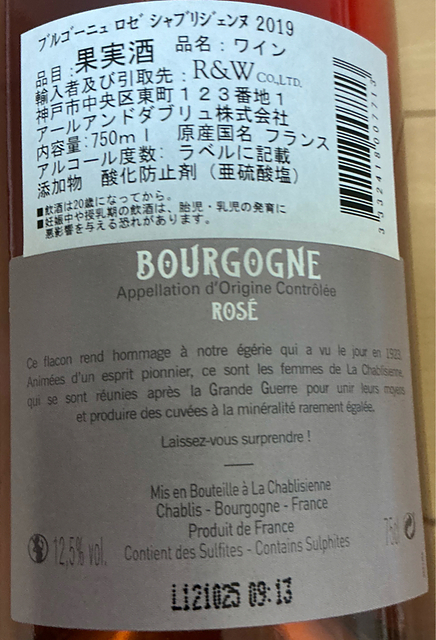 ブルゴーニュ ロゼ シャブリジェンヌ 2019
品目:果実酒 品名:ワイン
輸入者及び引取先:R&W CO.,LTD.
神戸市中央区東町123番地1
アールアンドダブリュ株式会社
内容量:750ml 原産国名 フランス
アルコール度数: ラベルに記載
添加物 酸化防止剤(亜硫酸塩)
■飲酒は20歳になってから。
■妊娠中や授乳期の飲酒は、胎児・乳児の発育に
悪影響を与える恐れがあります。
BOURGOGNE
Appellation d'Origine Contrôlée
ROSÉ
Ce flacon rend hommage à notre égérie qui a vu le jour en 1923.
Animées d'un esprit pionnier, ce sont les femmes de La Chablisienne,
qui se sont réunies après la Grande Guerre pour unir leurs moyens
et produire des cuvées à la minéralité rarement égalée.
Laissez-vous surprendre !
Mis en Bouteille à La Chablisienne
Chablis - Bourgogne - France
Produit de France
12,5% vol.
Contient des Sulfites - Contains Sulphites
75cl
L121025 09:13